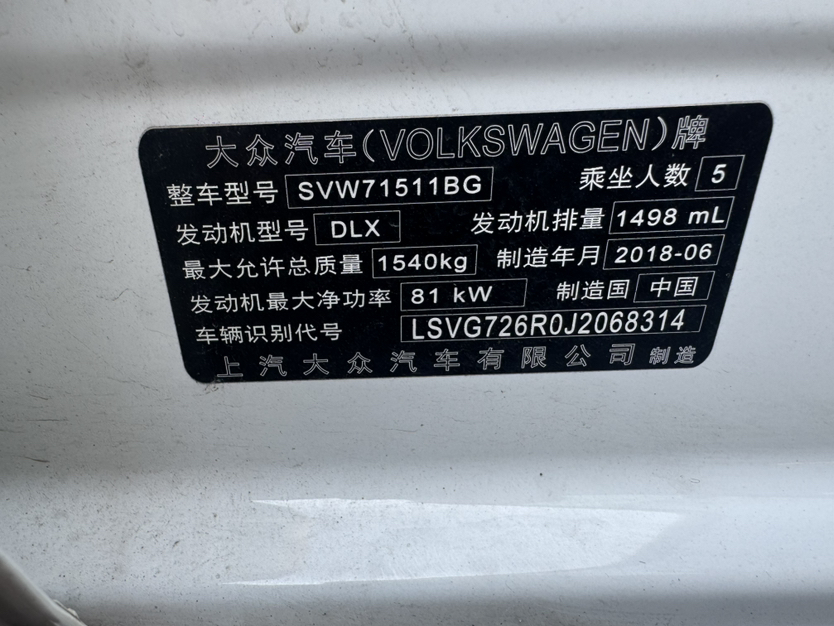 大众汽车(VOLKSWAGEN)牌
整车型号 SVW71511BG 乘坐人数 5
发动机型号 DLX 发动机排量 1498 mL
最大允许总质量 1540kg 制造年月 2018-06
发动机最大净功率 81 kW 制造国 中国
车辆识别代号 LSVG726R0J2068314
上汽大众汽车有限公司 制造